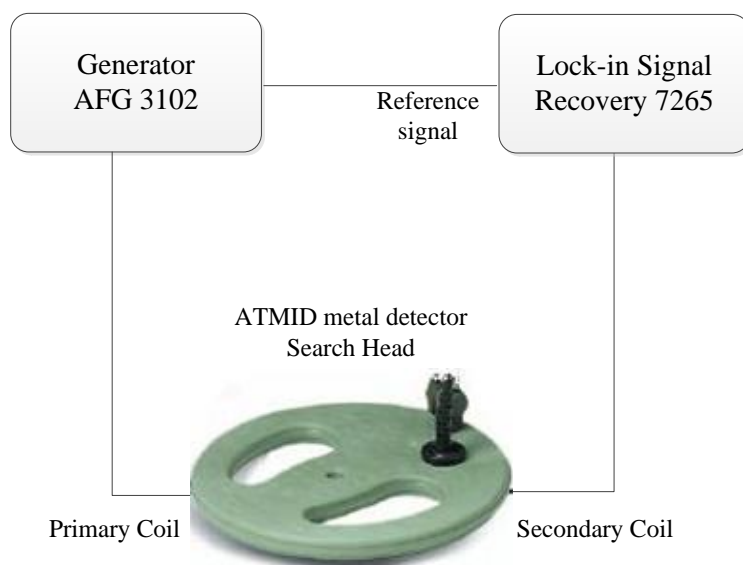 Generator
AFG 3102
Lock-in Signal
Recovery 7265
Reference
signal
ATMID metal detector
Search Head
Primary Coil
Secondary Coil